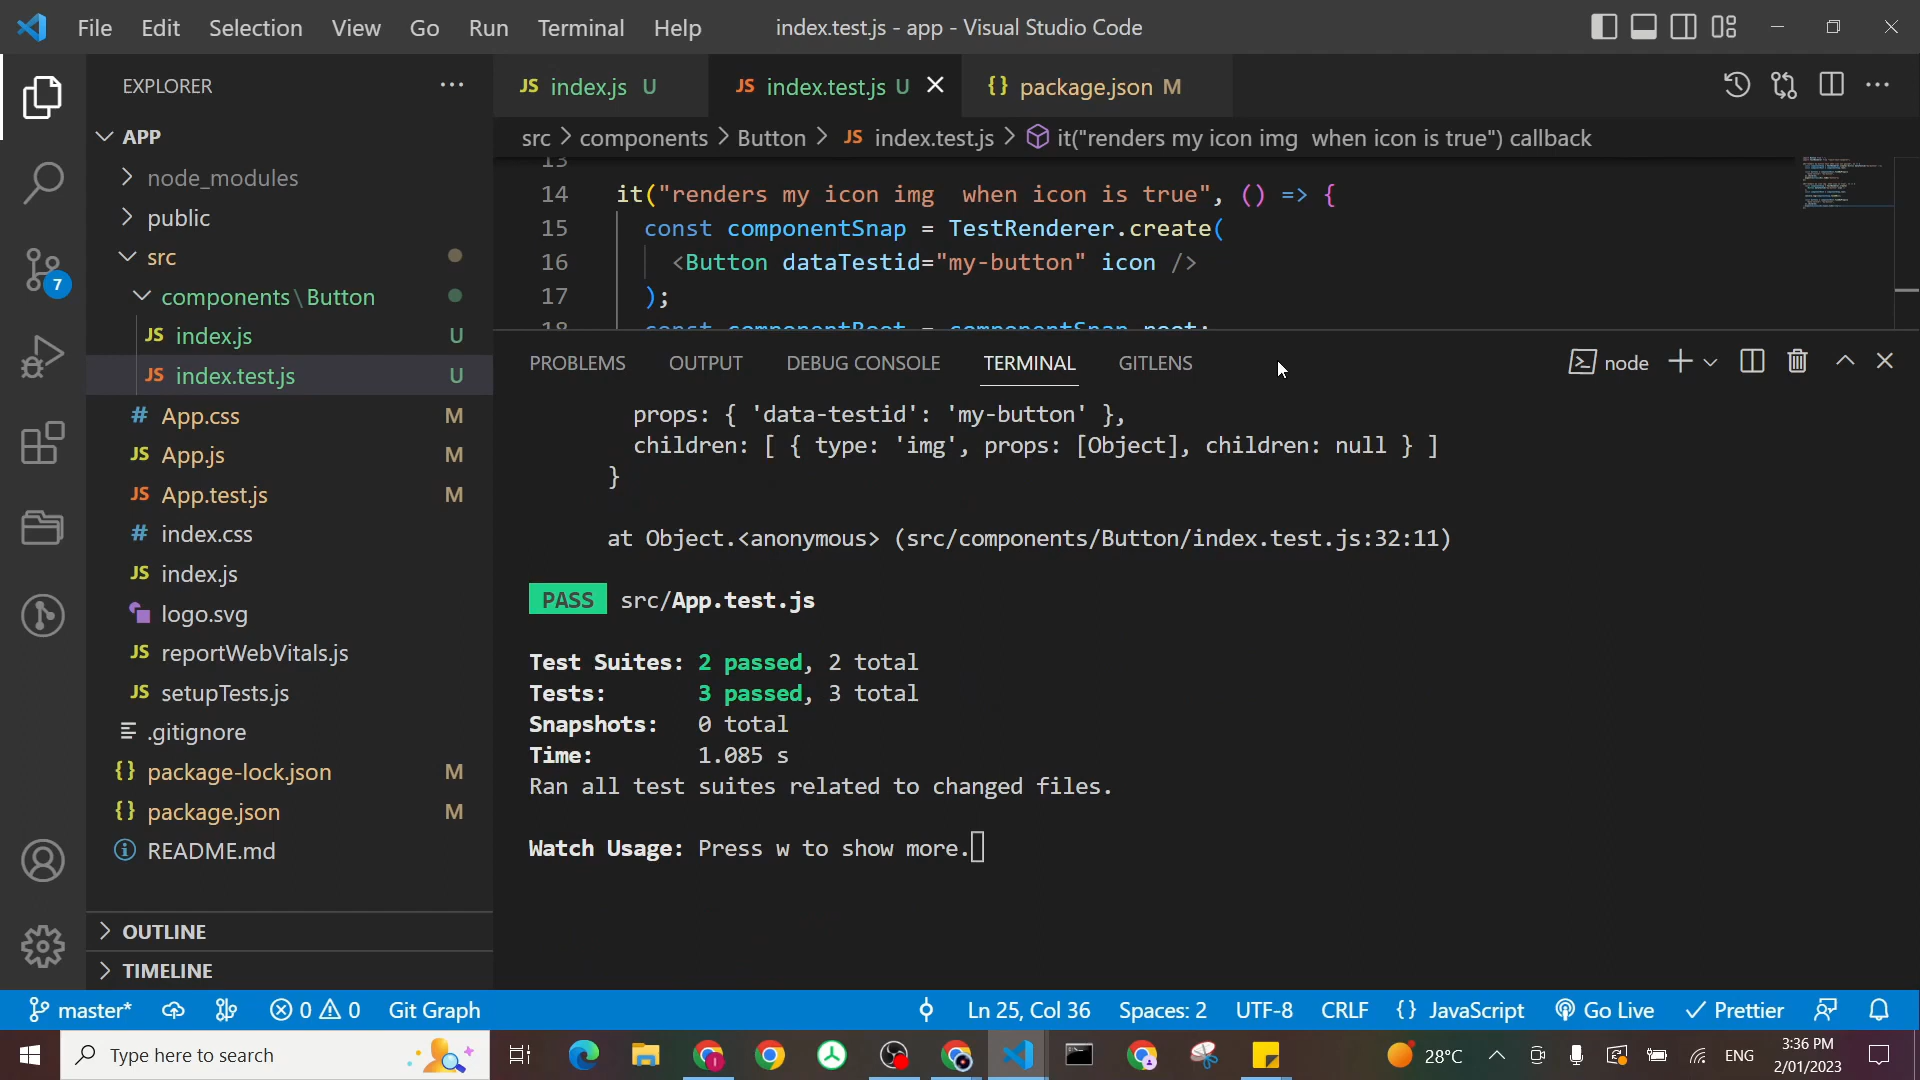 File Edit Selection View Go Run Terminal Help
index.test.js - app - Visual Studio Code
EXPLORER
APP
node_modules
public
src
components\Button
JS index.js U
JS index.test.js U
# App.css M
JS App.js M
JS App.test.js M
# index.css
JS index.js
logo.svg
JS reportWebVitals.js
JS setupTests.js
.gitignore
{} package-lock.json M
{} package.json M
README.md
OUTLINE
TIMELINE
7
JS index.js U JS index.test.js U {} package.json M
src > components > Button > JS index.test.js > it("renders my icon img  when icon is true") callback
13
14 it("renders my icon img  when icon is true", () => {
15 const componentSnap = TestRenderer.create(
16 <Button dataTestid="my-button" icon />
17 );
18 const componentRoot = componentSnap.root;
PROBLEMS OUTPUT DEBUG CONSOLE TERMINAL GITLENS
node
props: { 'data-testid': 'my-button' },
children: [ { type: 'img', props: [Object], children: null } ]
}
at Object.<anonymous> (src/components/Button/index.test.js:32:11)
PASS src/App.test.js
Test Suites: 2 passed, 2 total
Tests: 3 passed, 3 total
Snapshots: 0 total
Time: 1.085 s
Ran all test suites related to changed files.
Watch Usage: Press w to show more.
master* 0 0 Git Graph Ln 25, Col 36 Spaces: 2 UTF-8 CRLF {} JavaScript Go Live Prettier
Type here to search
28°C ENG
3:36 PM
2/01/2023